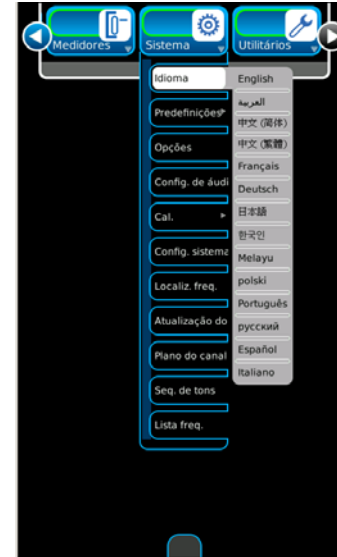 Medidores
Sistema
Utilitários
Idioma
Predefinições
Opções
Config. de áudi
Cal.
Config. sistema
Localiz. freq.
Atualização do
Plano do canal
Seq. de tons
Lista freq.
English
العربية
中文 (简体)
中文 (繁體)
Français
Deutsch
日本語
한국인
Melayu
polski
Português
русский
Español
Italiano